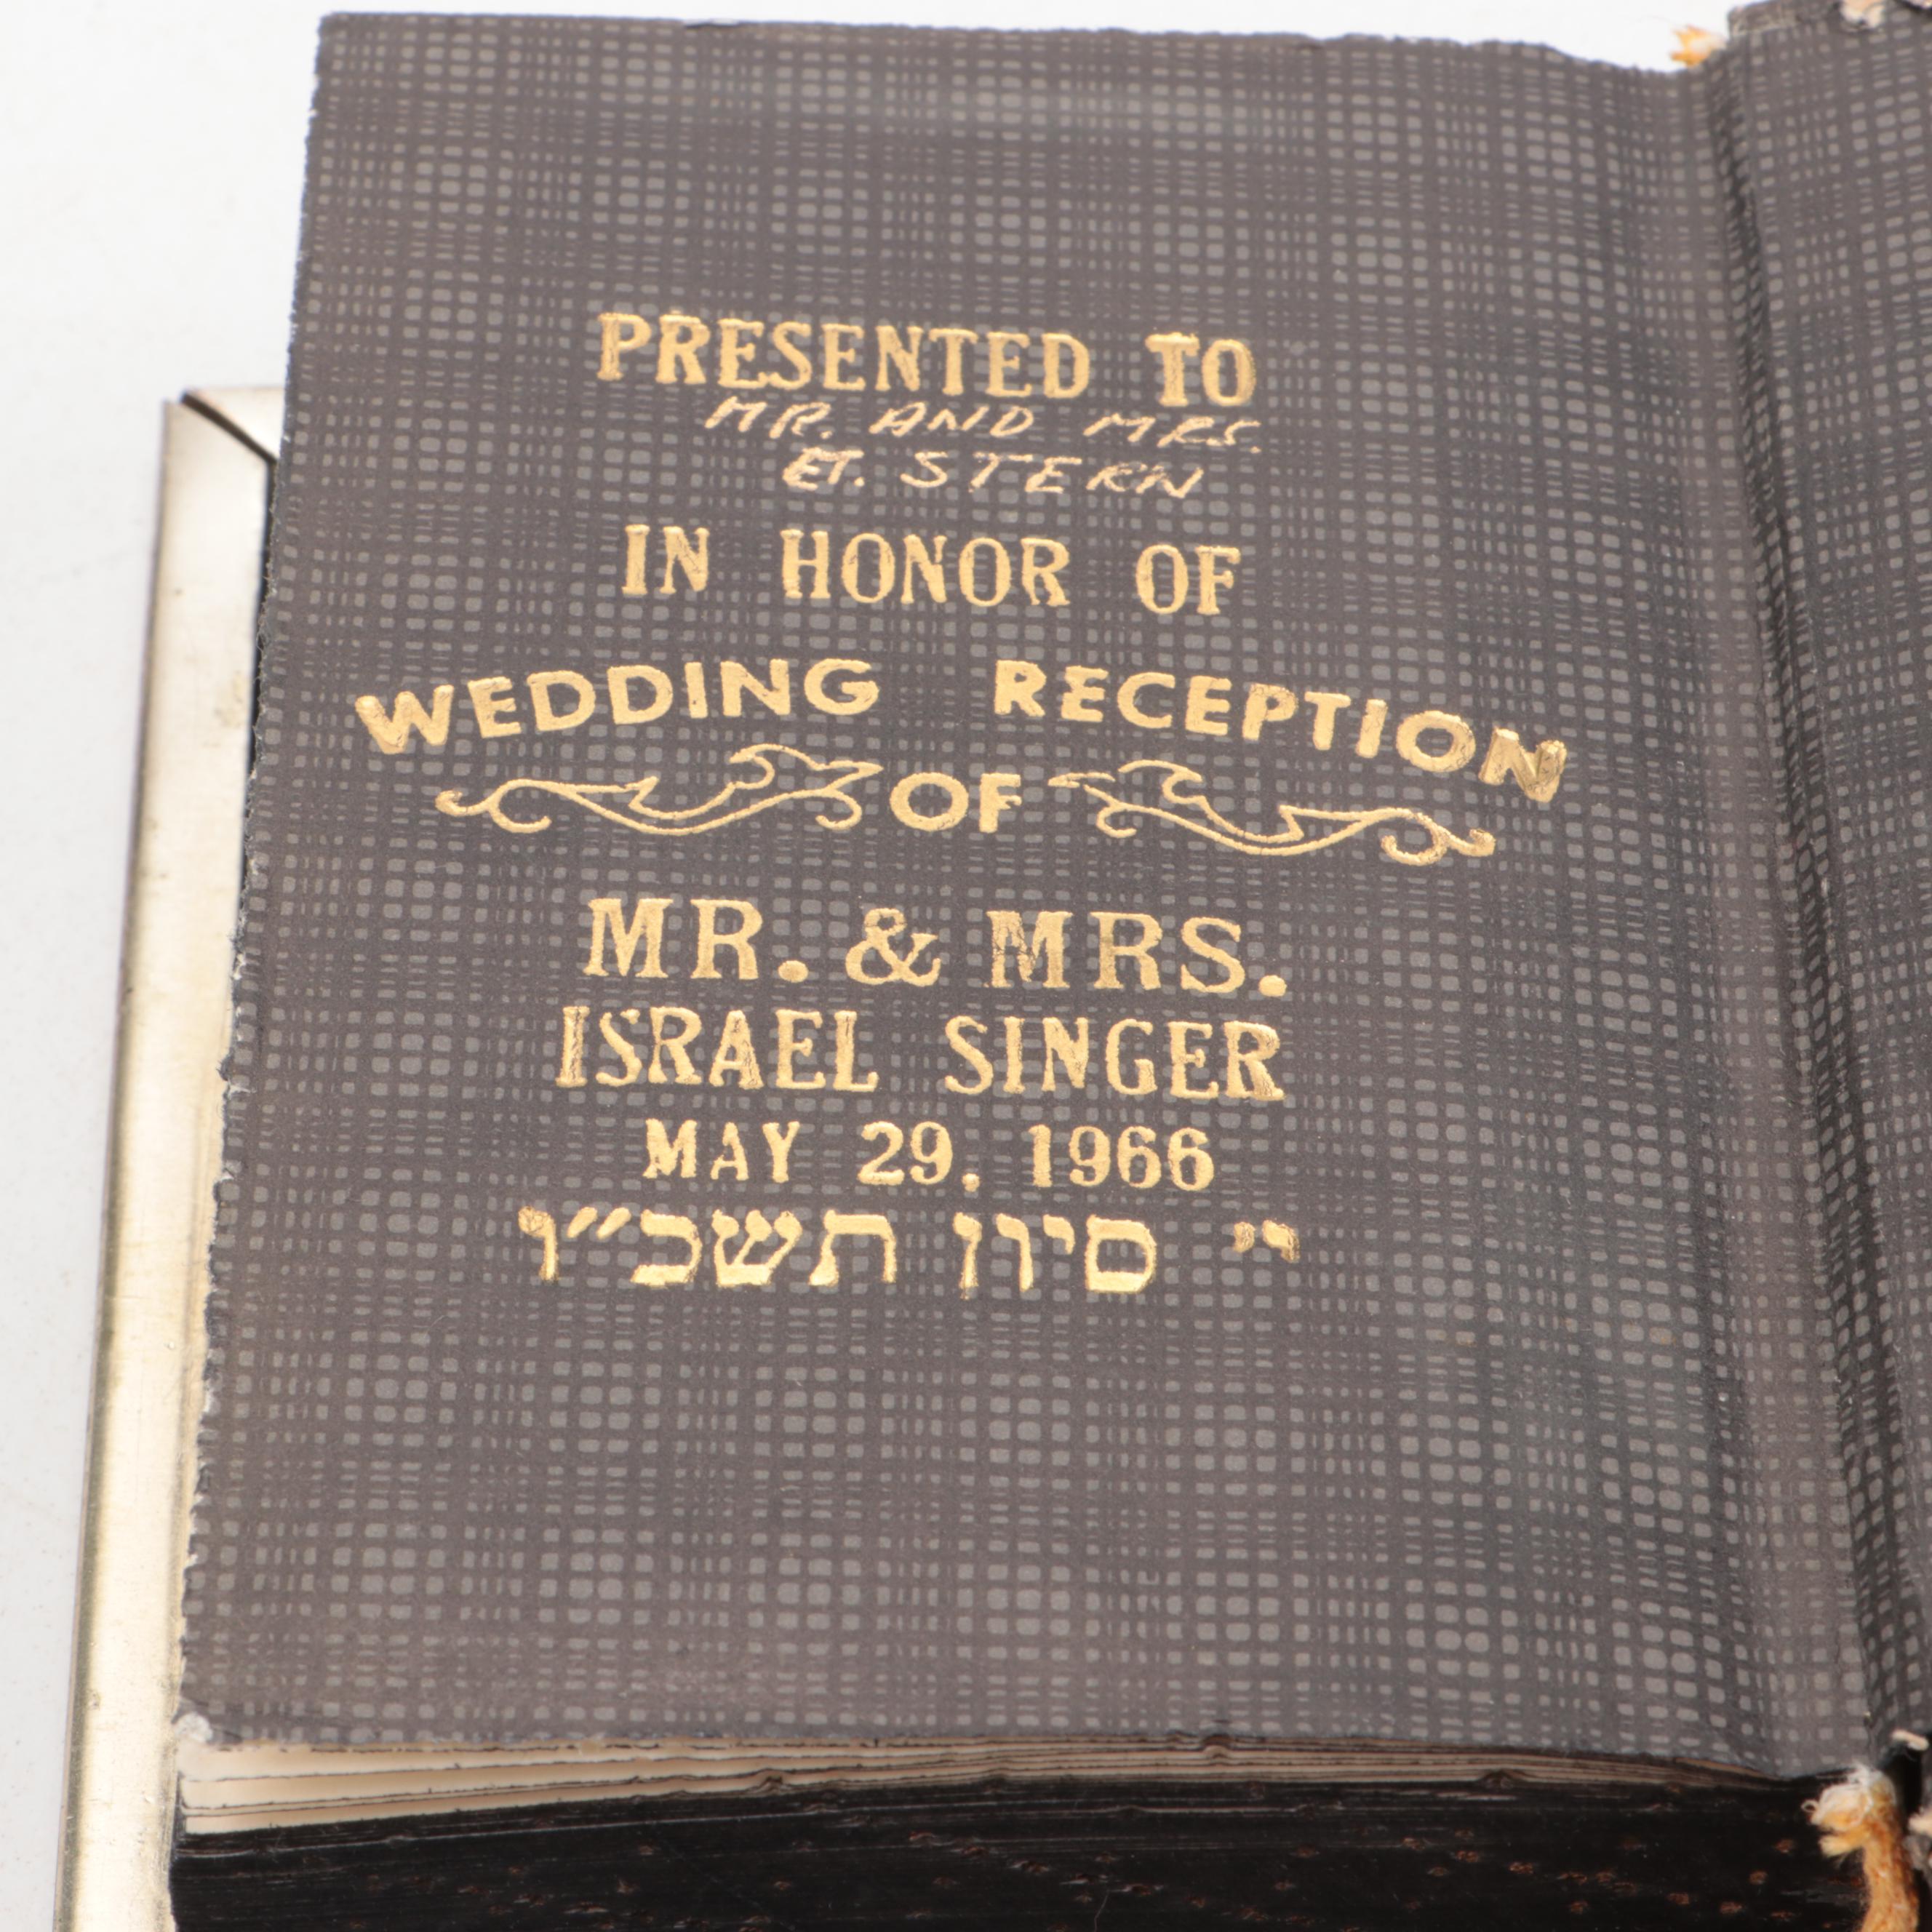 PRESENTED TO
MR. AND MRS.
STERN
IN HONOR OF
WEDDING RECEPTION
OF
MR. & MRS.
ISRAEL SINGER
MAY 29, 1966
י' סיון תשכ"ו